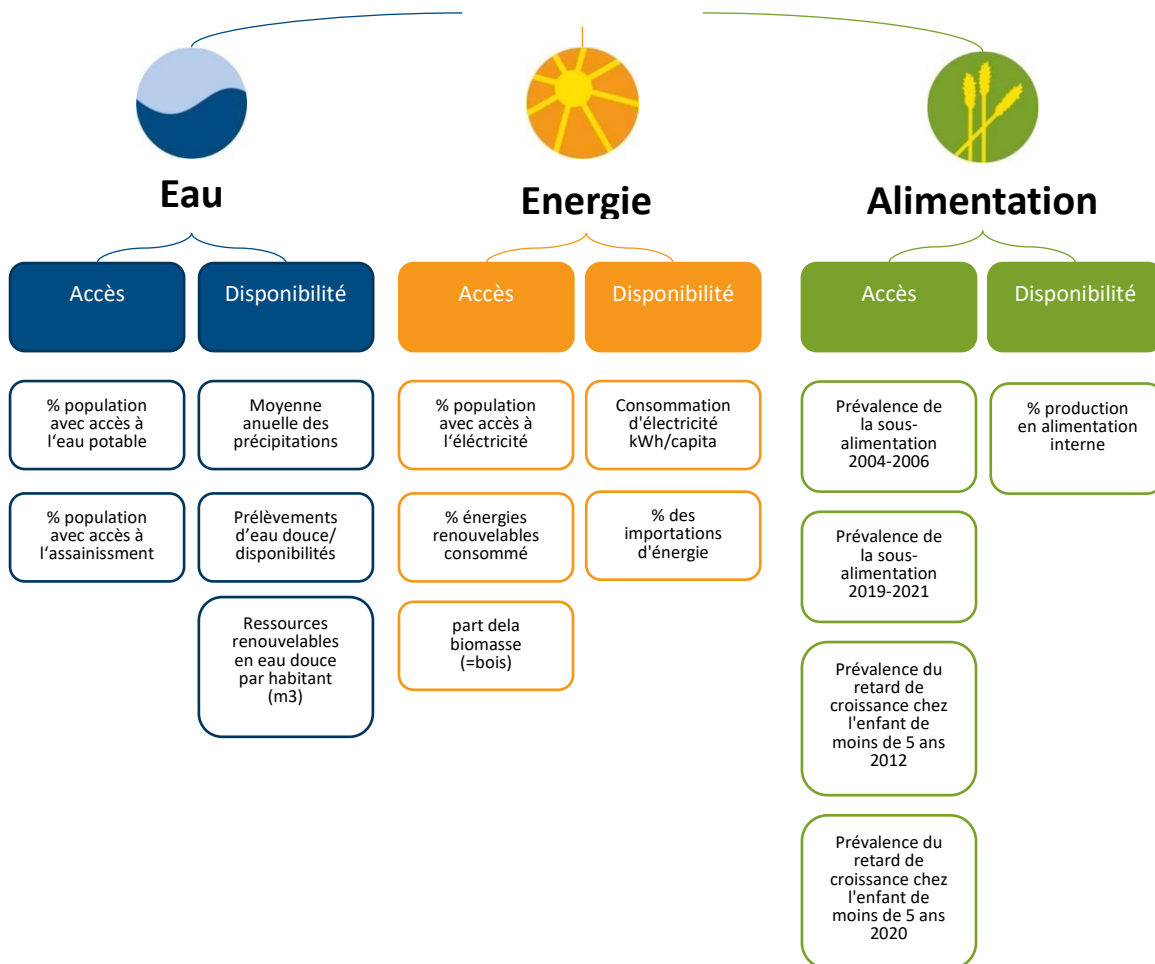 Eau
Energie
Alimentation
Accès
Disponibilité
Accès
Disponibilité
Accès
Disponibilité
% population
avec accès à
l‘eau potable
Moyenne
anuelle des
précipitations
% population
avec accès à
l‘éléctricité
Consommation
d'électricité
kWh/capita
Prévalence de
la sous-
alimentation
2004-2006
% production
en alimentation
interne
% population
avec accès à
l‘assainissment
Prélèvements
d’eau douce/
disponibilités
% énergies
renouvelables
consommé
% des
importations
d'énergie
Prévalence de
la sous-
alimentation
2019-2021
Ressources
renouvelables
en eau douce
par habitant
(m3)
part dela
biomasse
(=bois)
Prévalence du
retard de
croissance chez
l'enfant de
moins de 5 ans
2012
Prévalence du
retard de
croissance chez
l'enfant de
moins de 5 ans
2020